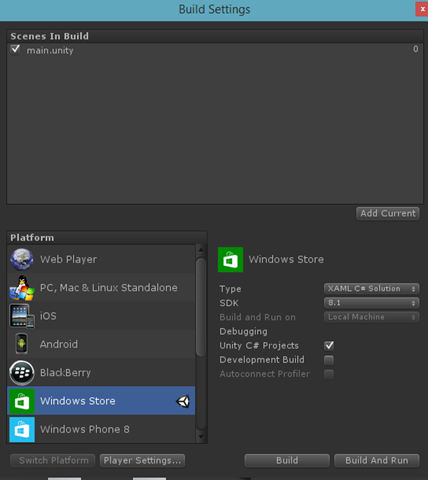 Build Settings
x
Scenes In Build
main.unity 0
Add Current
Platform
Web Player
PC, Mac & Linux Standalone
iOS
Android
BlackBerry
Windows Store
Windows Phone 8
Windows Store
Type XAML C# Solution
SDK 8.1
Build and Run on Local Machine
Debugging
Unity C# Projects
Development Build
Autoconnect Profiler
Switch Platform Player Settings... Build Build And Run